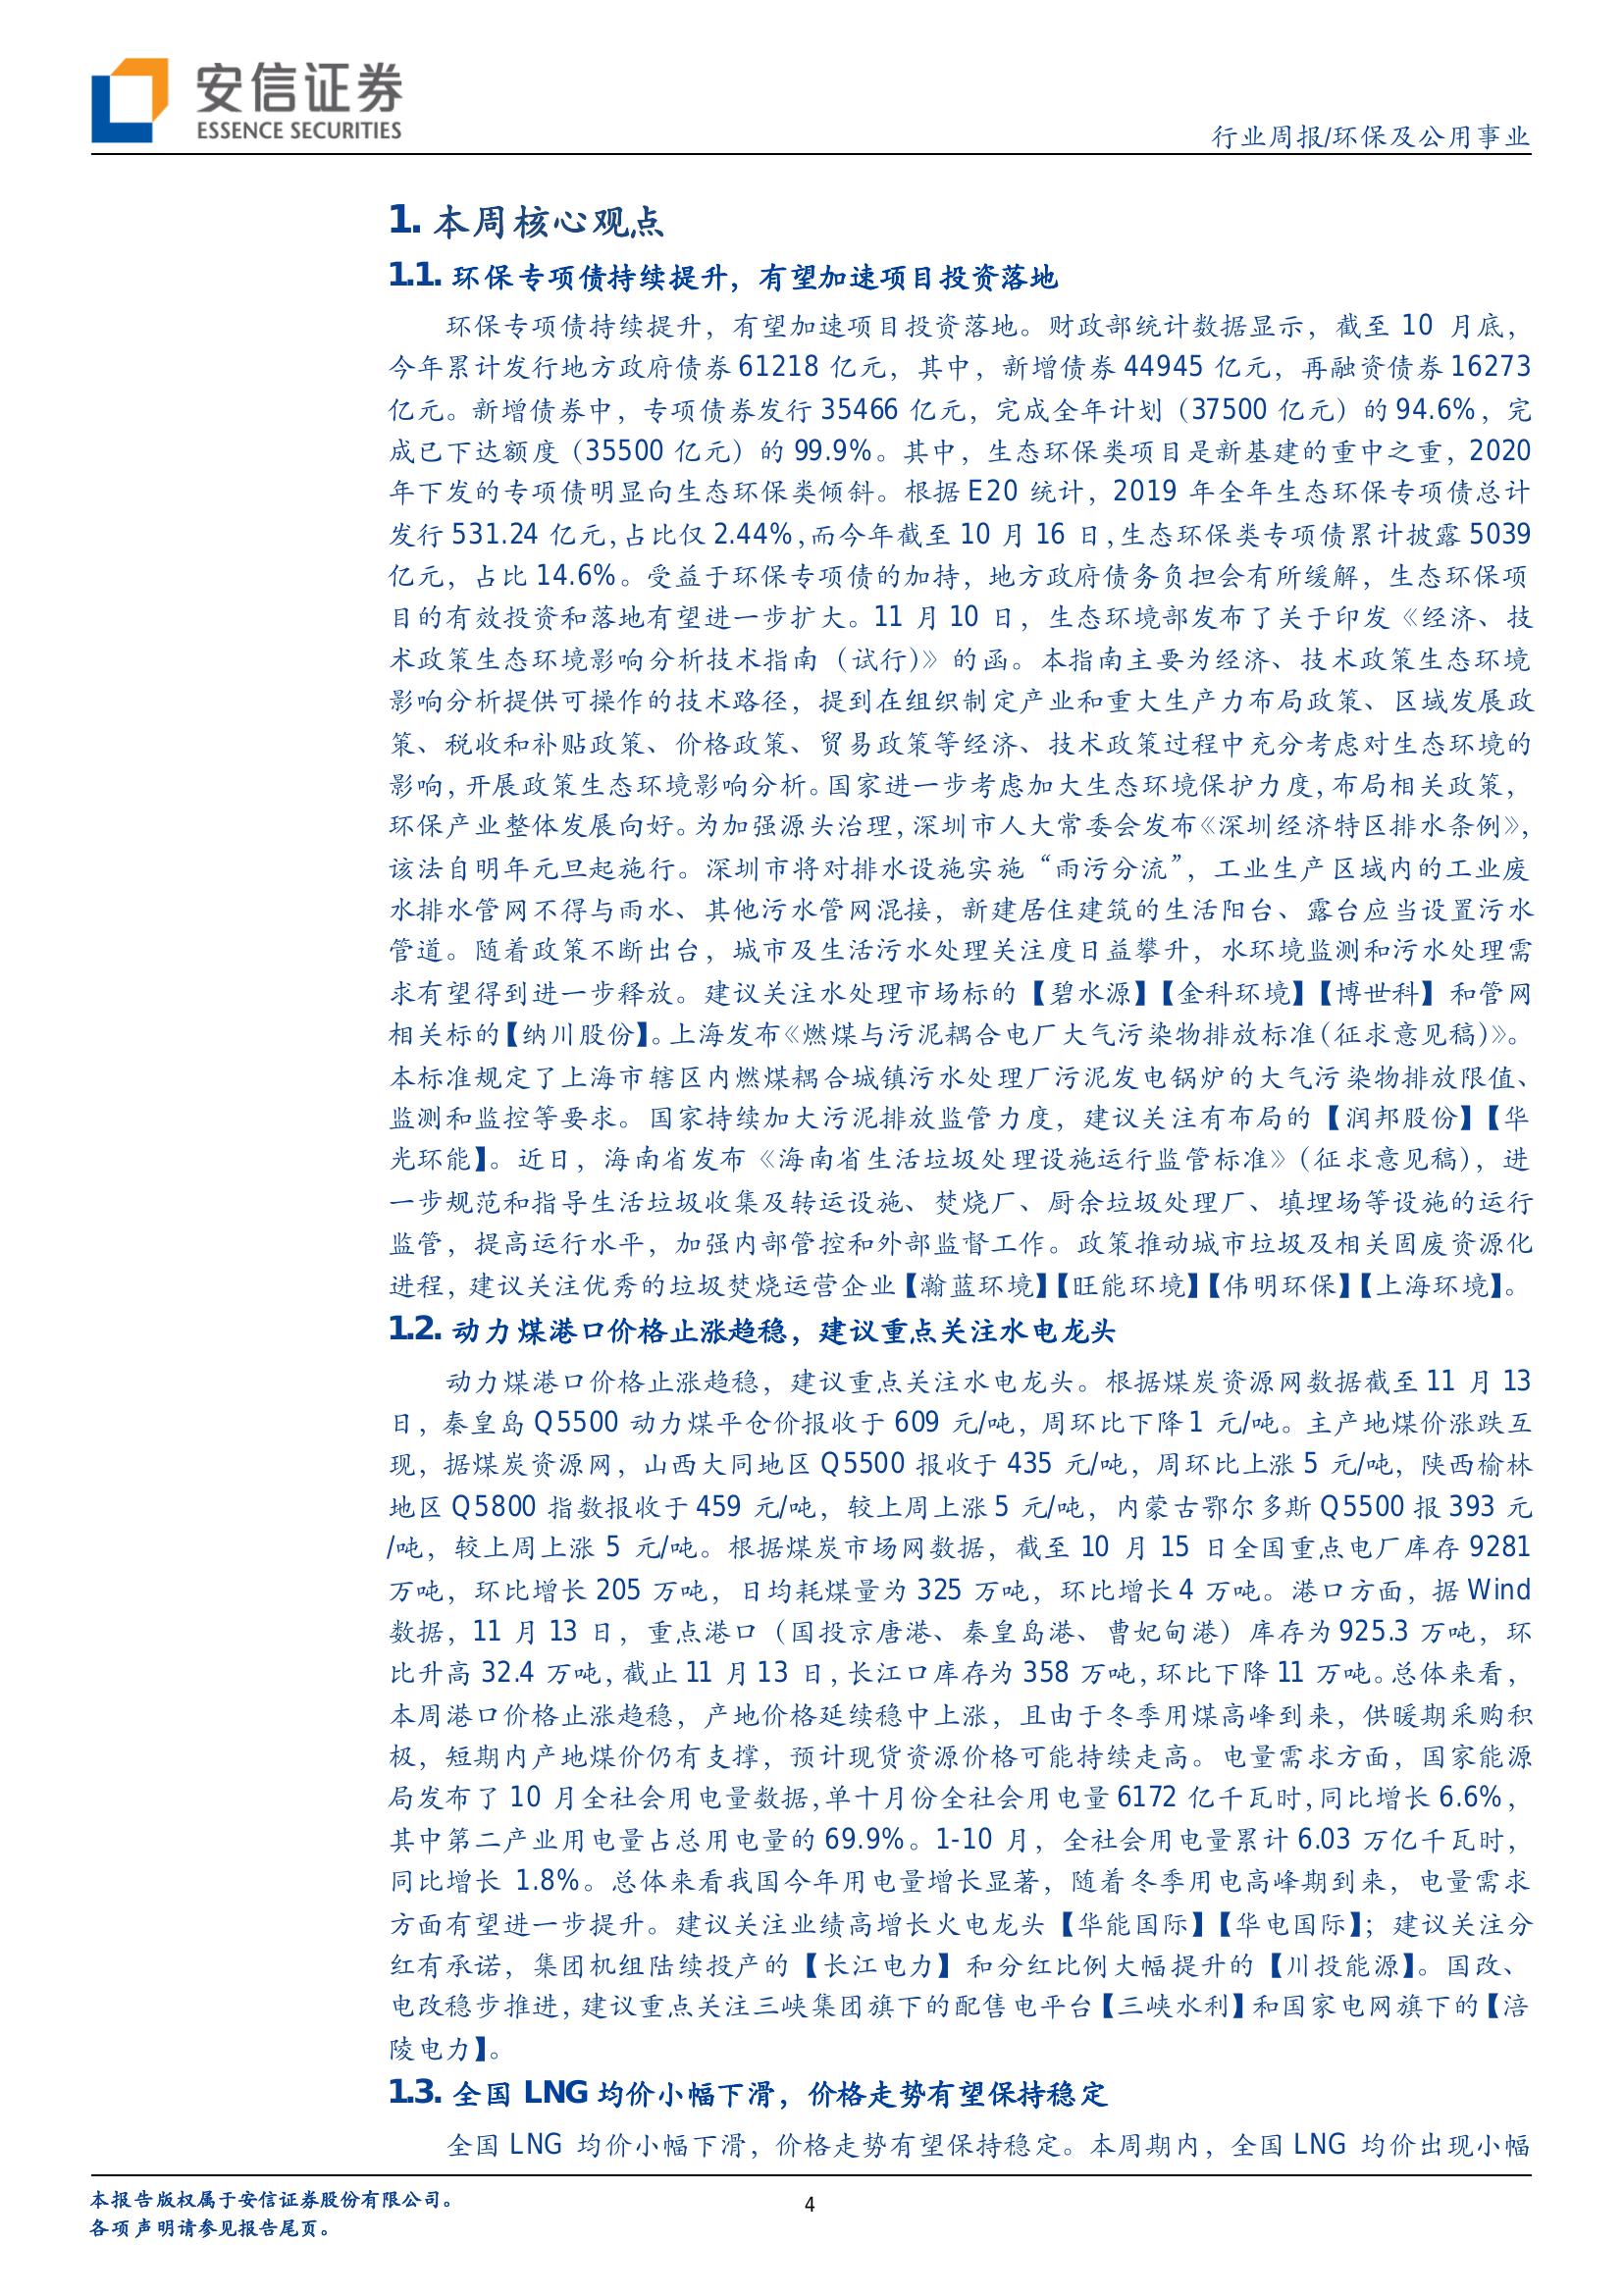 安信证券
ESSENCE SECURITIES
行业周报/环保及公用事业
1. 本周核心观点
1.1. 环保专项债持续提升，有望加速项目投资落地
环保专项债持续提升，有望加速项目投资落地。财政部统计数据显示，截至 10 月底，
今年累计发行地方政府债券 61218 亿元，其中，新增债券 44945 亿元，再融资债券 16273
亿元。新增债券中，专项债券发行 35466 亿元，完成全年计划（37500 亿元）的 94.6%，完
成已下达额度（35500 亿元）的 99.9%。其中，生态环保类项目是新基建的重中之重，2020
年下发的专项债明显向生态环保类倾斜。根据 E20 统计，2019 年全年生态环保专项债总计
发行 531.24 亿元，占比仅 2.44%，而今年截至 10 月 16 日，生态环保类专项债累计披露 5039
亿元，占比 14.6%。受益于环保专项债的加持，地方政府债务负担会有所缓解，生态环保项
目的有效投资和落地有望进一步扩大。11 月 10 日，生态环境部发布了关于印发《经济、技
术政策生态环境影响分析技术指南（试行）》的函。本指南主要为经济、技术政策生态环境
影响分析提供可操作的技术路径，提到在组织制定产业和重大生产力布局政策、区域发展政
策、税收和补贴政策、价格政策、贸易政策等经济、技术政策过程中充分考虑对生态环境的
影响，开展政策生态环境影响分析。国家进一步考虑加大生态环境保护力度，布局相关政策，
环保产业整体发展向好。为加强源头治理，深圳市人大常委会发布《深圳经济特区排水条例》，
该法自明年元旦起施行。深圳市将对排水设施实施“雨污分流”，工业生产区域内的工业废
水排水管网不得与雨水、其他污水管网混接，新建居住建筑的生活阳台、露台应当设置污水
管道。随着政策不断出台，城市及生活污水处理关注度日益攀升，水环境监测和污水处理需
求有望得到进一步释放。建议关注水处理市场标的【碧水源】【金科环境】【博世科】和管网
相关标的【纳川股份】。上海发布《燃煤与污泥耦合电厂大气污染物排放标准（征求意见稿）》。
本标准规定了上海市辖区内燃煤耦合城镇污水处理厂污泥发电锅炉的大气污染物排放限值、
监测和监控等要求。国家持续加大污泥排放监管力度，建议关注有布局的【润邦股份】【华
光环能】。近日，海南省发布《海南省生活垃圾处理设施运行监管标准》（征求意见稿），进
一步规范和指导生活垃圾收集及转运设施、焚烧厂、厨余垃圾处理厂、填埋场等设施的运行
监管，提高运行水平，加强内部管控和外部监督工作。政策推动城市垃圾及相关固废资源化
进程，建议关注优秀的垃圾焚烧运营企业【瀚蓝环境】【旺能环境】【伟明环保】【上海环境】。
1.2. 动力煤港口价格止涨趋稳，建议重点关注水电龙头
动力煤港口价格止涨趋稳，建议重点关注水电龙头。根据煤炭资源网数据截至 11 月 13
日，秦皇岛 Q5500 动力煤平仓价报收于 609 元/吨，周环比下降 1 元/吨。主产地煤价涨跌互
现，据煤炭资源网，山西大同地区 Q5500 报收于 435 元/吨，周环比上涨 5 元/吨，陕西榆林
地区 Q5800 指数报收于 459 元/吨，较上周上涨 5 元/吨，内蒙古鄂尔多斯 Q5500 报 393 元
/吨，较上周上涨 5 元/吨。根据煤炭市场网数据，截至 10 月 15 日全国重点电厂库存 9281
万吨，环比增长 205 万吨，日均耗煤量为 325 万吨，环比增长 4 万吨。港口方面，据 Wind
数据，11 月 13 日，重点港口（国投京唐港、秦皇岛港、曹妃甸港）库存为 925.3 万吨，环
比升高 32.4 万吨，截止 11 月 13 日，长江口库存为 358 万吨，环比下降 11 万吨。总体来看，
本周港口价格止涨趋稳，产地价格延续稳中上涨，且由于冬季用煤高峰到来，供暖期采购积
极，短期内产地煤价仍有支撑，预计现货资源价格可能持续走高。电量需求方面，国家能源
局发布了 10 月全社会用电量数据，单十月份全社会用电量 6172 亿千瓦时，同比增长 6.6%，
其中第二产业用电量占总用电量的 69.9%。1-10 月，全社会用电量累计 6.03 万亿千瓦时，
同比增长 1.8%。总体来看我国今年用电量增长显著，随着冬季用电高峰期到来，电量需求
方面有望进一步提升。建议关注业绩高增长火电龙头【华能国际】【华电国际】；建议关注分
红有承诺，集团机组陆续投产的【长江电力】和分红比例大幅提升的【川投能源】。国改、
电改稳步推进，建议重点关注三峡集团旗下的配售电平台【三峡水利】和国家电网旗下的【涪
陵电力】。
1.3. 全国 LNG 均价小幅下滑，价格走势有望保持稳定
全国 LNG 均价小幅下滑，价格走势有望保持稳定。本周期内，全国 LNG 均价出现小幅
本报告版权属于安信证券股份有限公司。
各项声明请参见报告尾页。
4